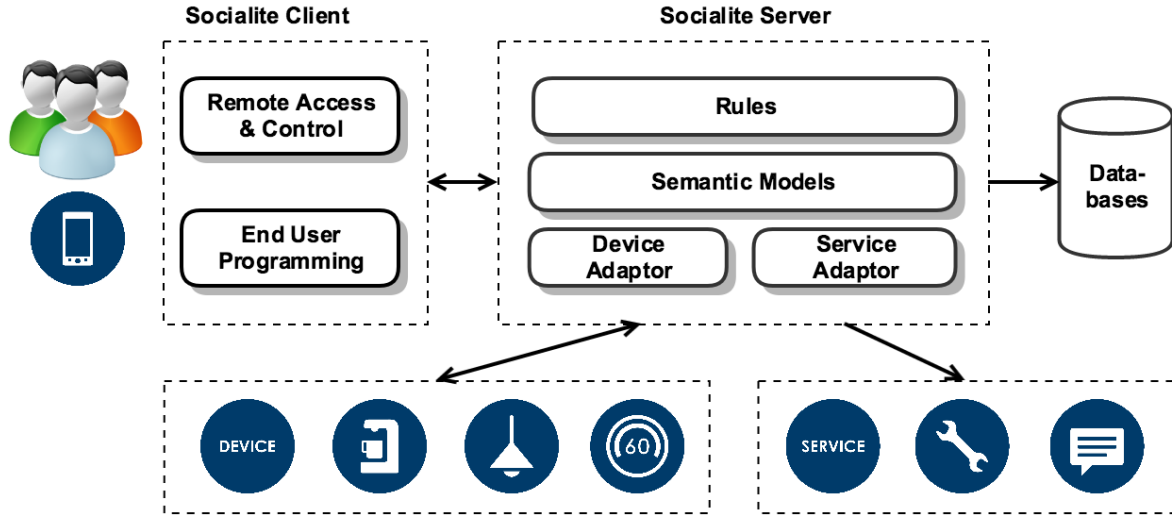 Socialite Client
Socialite Server
Remote Access
& Control
End User
Programming
Rules
Semantic Models
Device
Adaptor
Service
Adaptor
Data-
bases
DEVICE
60
SERVICE